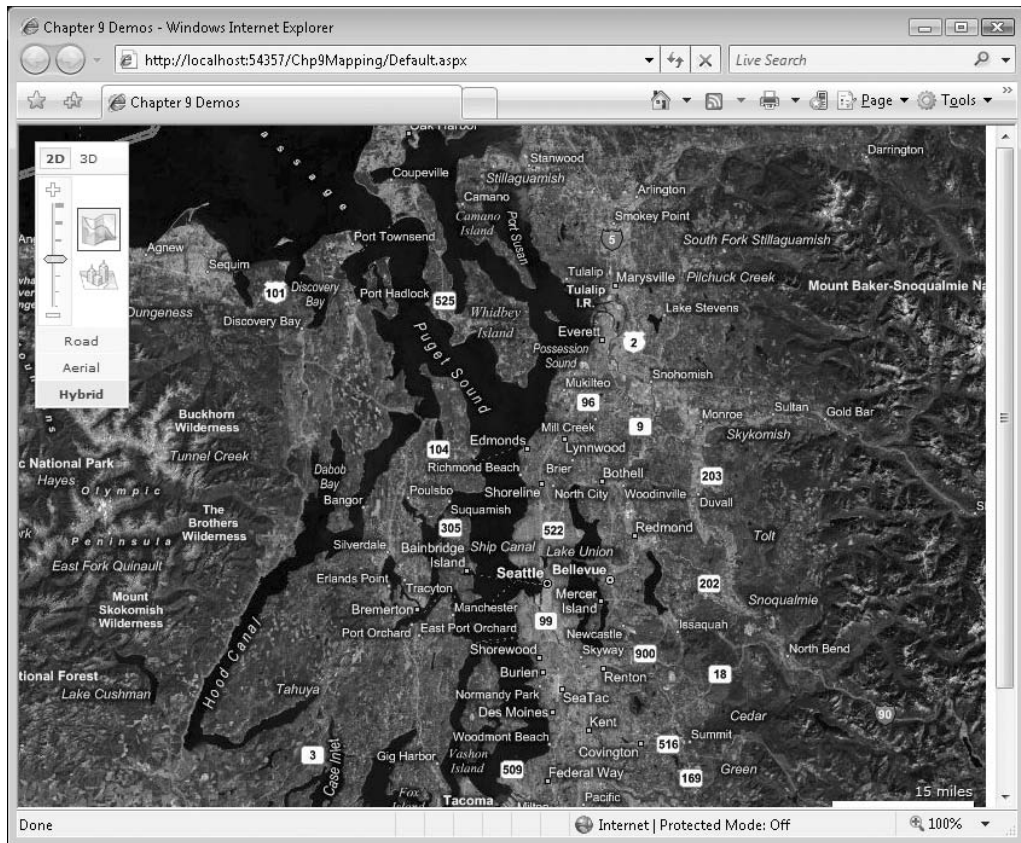 Chapter 9 Demos - Windows Internet Explorer
http://localhost:54357/Chp9Mapping/Default.aspx
Live Search
Chapter 9 Demos
Page
Tools
2D 3D
Road
Aerial
Hybrid
Oak Harbor
Stanwood
Darrington
Coupeville
Stillaguamish
Arlington
Camano
Camano Island
Port Susan
Smokey Point
5
Port Townsend
South Fork Stillaguamish
Agnew
Sequim
Tulalip
Marysville
Pilchuck Creek
Tulalip I.R.
Mount Baker-Snoqualmie Na
101
Discovery Bay
Port Hadlock
525
Whidbey Island
Lake Stevens
Dungeness
Discovery Bay
Everett
2
Puget Sound
Possession Sound
Snohomish
Mukilteo
96
Buckhorn Wilderness
Monroe
Sultan
Gold Bar
Mill Creek
9
Skykomish
Tunnel Creek
104
Edmonds
Lynnwood
c National Park
Hayes
Dabob Bay
Richmond Beach
Brier
Bothell
203
Olympic
Peninsula
Bangor
Poulsbo
Shoreline
North City
Woodinville
Duvall
The Brothers Wilderness
Suquamish
305
522
Redmond
Tolt
Silverdale
Bainbridge Island
Ship Canal
Lake Union
East Fork Quinault
Erlands Point
Tracyton
Seattle
Bellevue
202
Mount Skokomish Wilderness
Bremerton
Manchester
Mercer Island
Snoqualmie
Port Orchard
East Port Orchard
99
Newcastle
Issaquah
Hood Canal
Shorewood
Skyway
900
North Bend
tional Forest
Burien
Renton
18
Lake Cushman
Tahuya
Normandy Park
SeaTac
Des Moines
Kent
Cedar
90
3
Case Inlet
Gig Harbor
Woodmont Beach
Vashon Island
Covington
516
Summit
509
Federal Way
169
Green
Fox Island
Tacoma
Milton
Pacific
15 miles
Done
Internet | Protected Mode: Off
100%